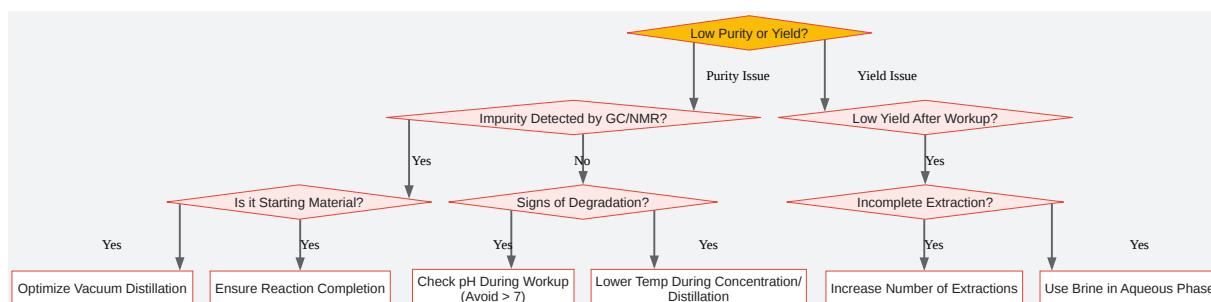 Low Purity or Yield?
Purity Issue
Yield Issue
Impurity Detected by GC/NMR?
Low Yield After Workup?
Yes
No
Yes
Is it Starting Material?
Signs of Degradation?
Incomplete Extraction?
Yes
Yes
Yes
Yes
Yes
Yes
Optimize Vacuum Distillation
Ensure Reaction Completion
Check pH During Workup
(Avoid > 7)
Lower Temp During Concentration/
Distillation
Increase Number of Extractions
Use Brine in Aqueous Phase